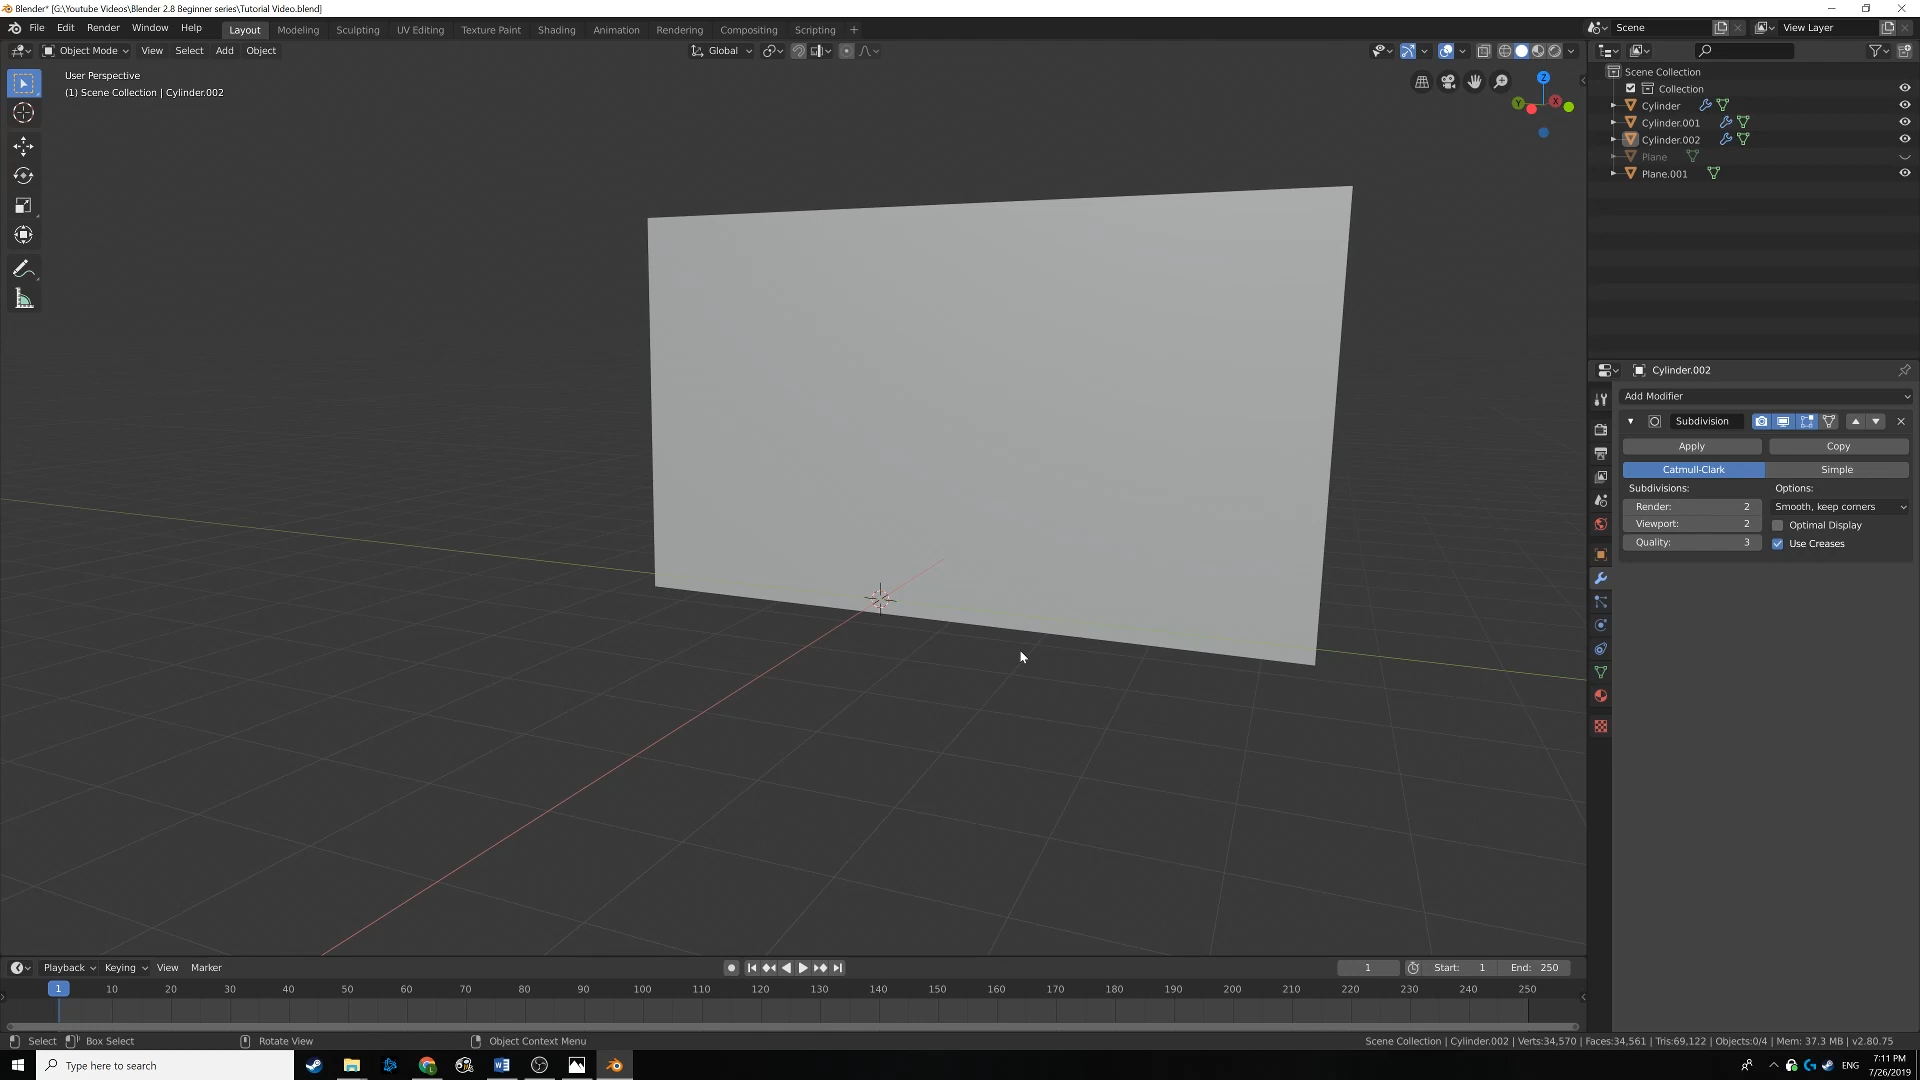 Blender* [G:\Youtube Videos\Blender 2.8 Beginner series\Tutorial Video.blend]
File Edit Render Window Help Layout Modeling Sculpting UV Editing Texture Paint Shading Animation Rendering Compositing Scripting + Scene View Layer
Object Mode View Select Add Object Global
User Perspective
(1) Scene Collection | Cylinder.002
Z
Y X
Scene Collection
Collection
Cylinder
Cylinder.001
Cylinder.002
Plane
Plane.001
Cylinder.002
Add Modifier
Subdivision
Apply Copy
Catmull-Clark Simple
Subdivisions: Options:
Render: 2 Smooth, keep corners
Viewport: 2 Optimal Display
Quality: 3 Use Creases
Playback Keying View Marker 1 Start: 1 End: 250
1 10 20 30 40 50 60 70 80 90 100 110 120 130 140 150 160 170 180 190 200 210 220 230 240 250
Select Box Select Rotate View Object Context Menu Scene Collection | Cylinder.002 | Verts:34,570 | Faces:34,561 | Tris:69,122 | Objects:0/4 | Mem: 37.3 MB | v2.80.75
Type here to search ENG 7:11 PM
7/26/2019